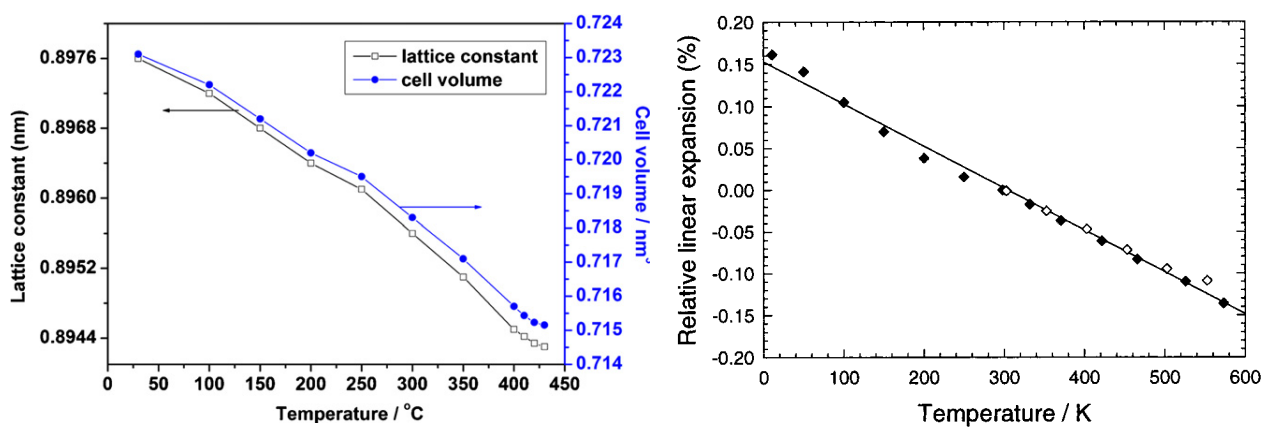 0.8976
0.8968
0.8960
0.8952
0.8944
Lattice constant (nm)
lattice constant
cell volume
0.724
0.723
0.722
0.721
0.720
0.719
0.718
0.717
0.716
0.715
0.714
Cell volume / nm³
0 50 100 150 200 250 300 350 400 450
Temperature / °C
0.20
0.15
0.10
0.05
0.00
-0.05
-0.10
-0.15
-0.20
Relative linear expansion (%)
0 100 200 300 400 500 600
Temperature / K